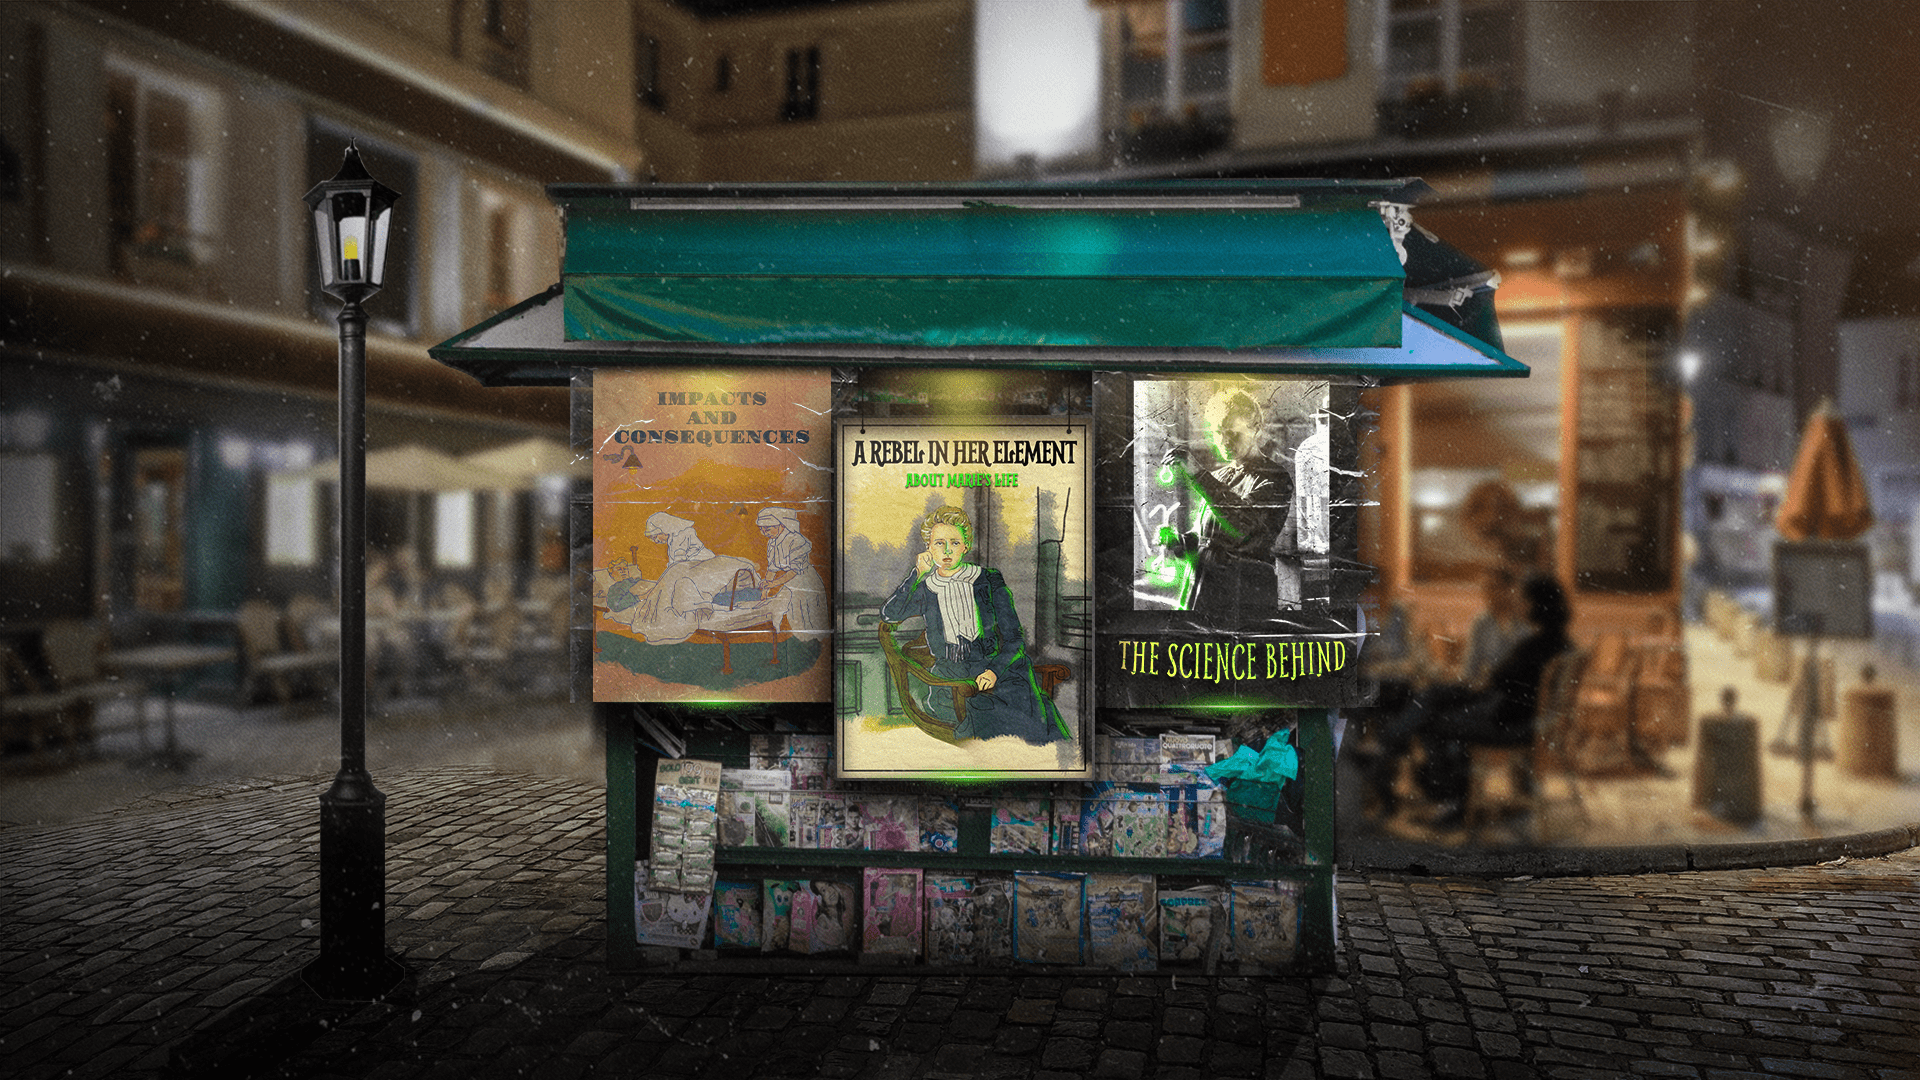 IMPACTS
AND
CONSEQUENCES
A REBEL IN HER ELEMENT
ABOUT MARIE'S LIFE
THE SCIENCE BEHIND